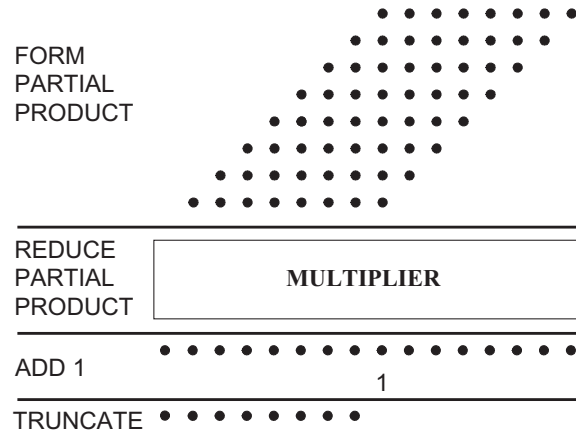 FORM
PARTIAL
PRODUCT
REDUCE
PARTIAL
PRODUCT
MULTIPLIER
ADD 1
1
TRUNCATE